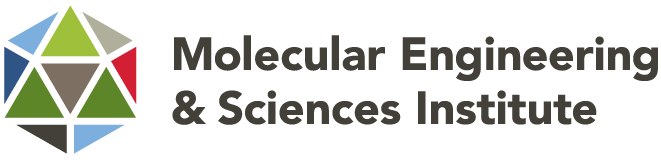 Molecular Engineering
& Sciences Institute